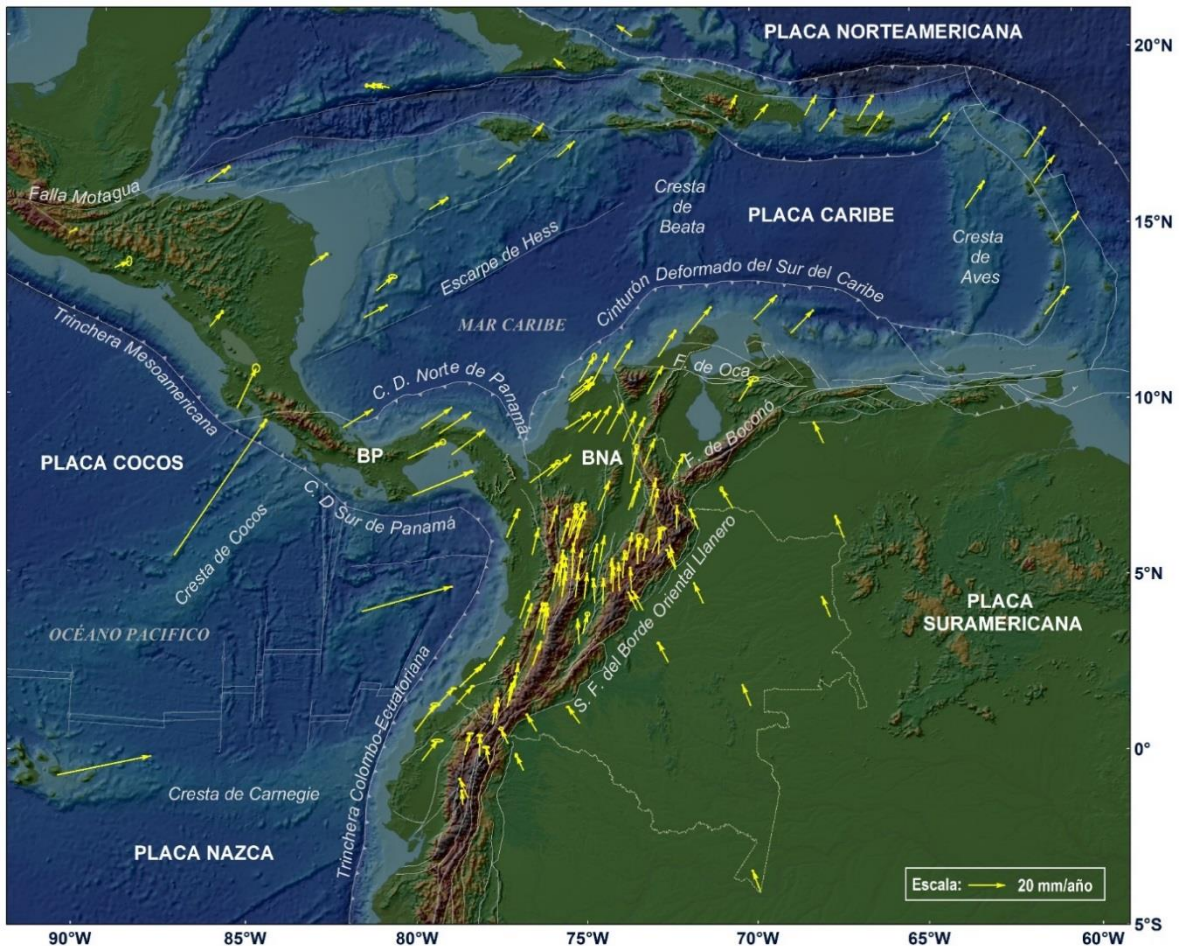 PLACA NORTEAMERICANA
20°N
Falla Motagua
Cresta
de
Beata
PLACA CARIBE
15°N
Escarpe de Hess
Cresta
de
Aves
Cinturón Deformado del Sur del Caribe
MAR CARIBE
Trinchera Mesoamericana
C. D. Norte de Panamá
F. de Oca
10°N
PLACA COCOS
BP
BNA
F. de Boconó
C. D Sur de Panamá
Cresta de Cocos
5°N
OCÉANO PACIFICO
PLACA
SURAMERICANA
S. F. del Borde Oriental Llanero
Trinchera Colombo-Ecuatoriana
0°
Cresta de Carnegie
PLACA NAZCA
Escala: 20 mm/año
5°S
90°W 85°W 80°W 75°W 70°W 65°W 60°W